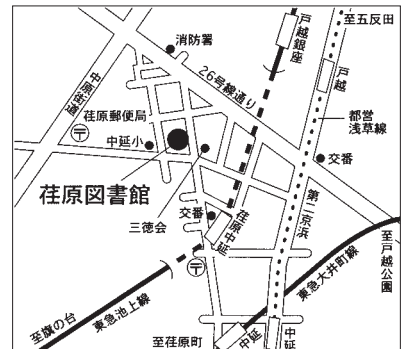 至五反田
戸越銀座
消防署
戸越
26号線通り
中原街道
都営
浅草線
荏原郵便局
〒
中延小
交番
荏原図書館
三徳会
第二京浜
交番
荏原中延
至戸越公園
〒
東急大井町線
東急池上線
至旗の台
至荏原町
中延
中延